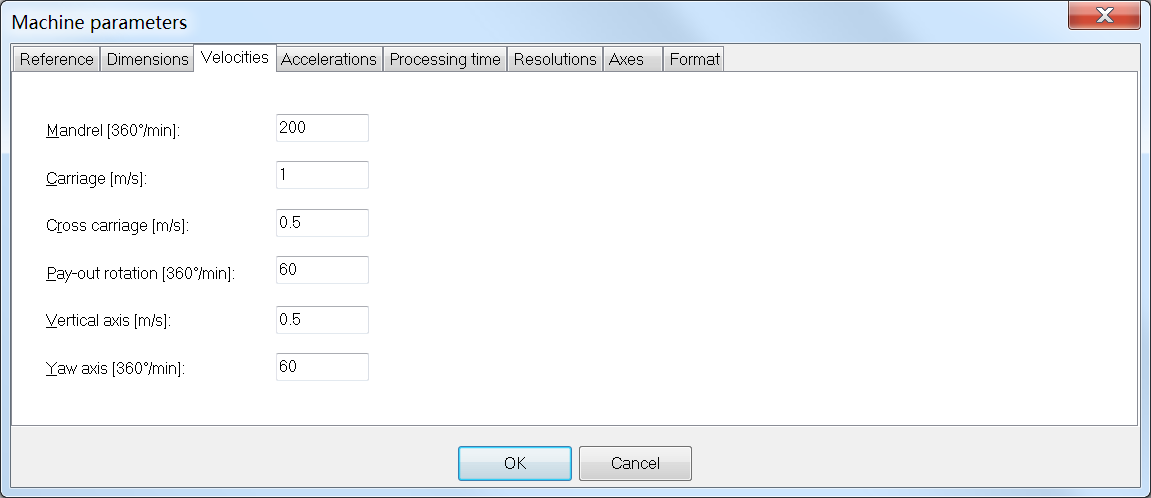 Machine parameters
Reference Dimensions Velocities Accelerations Processing time Resolutions Axes Format
Mandrel [360°/min]: 200
Carriage [m/s]: 1
Cross carriage [m/s]: 0.5
Pay-out rotation [360°/min]: 60
Vertical axis [m/s]: 0.5
Yaw axis [360°/min]: 60
OK Cancel